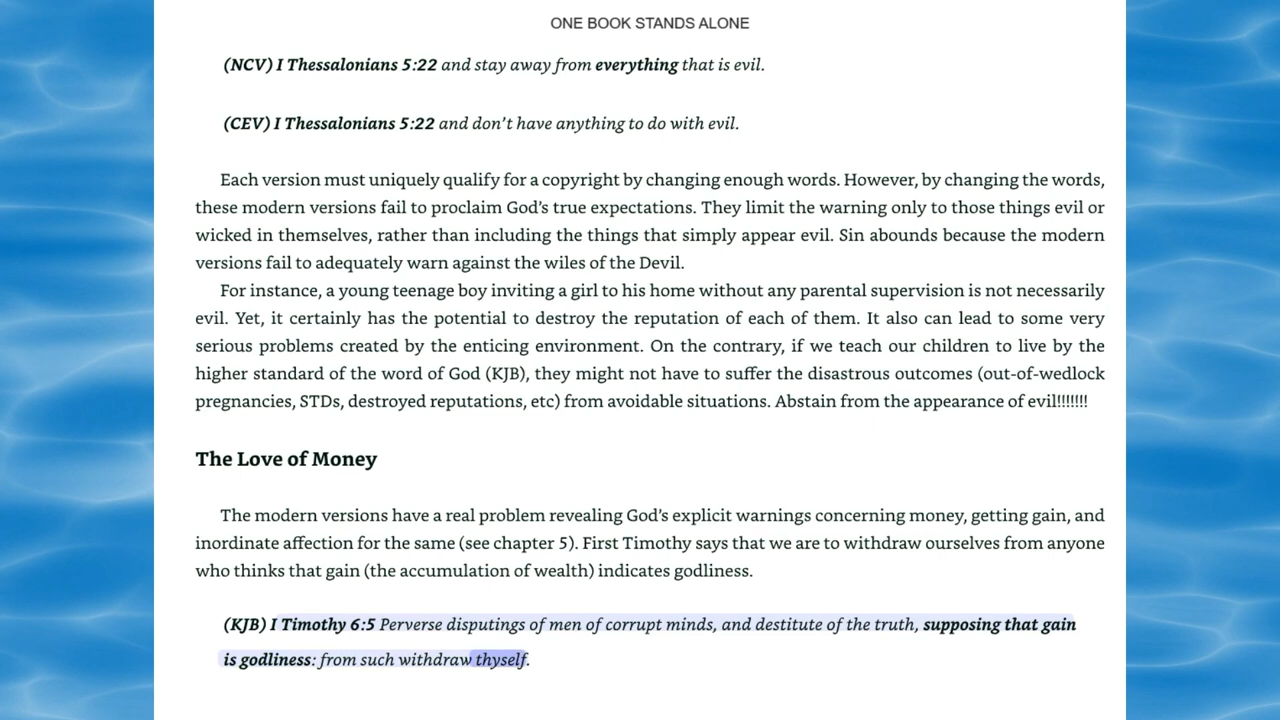 ONE BOOK STANDS ALONE
(NCV) I Thessalonians 5:22 and stay away from everything that is evil.
(CEV) I Thessalonians 5:22 and don’t have anything to do with evil.
Each version must uniquely qualify for a copyright by changing enough words. However, by changing the words,
these modern versions fail to proclaim God’s true expectations. They limit the warning only to those things evil or
wicked in themselves, rather than including the things that simply appear evil. Sin abounds because the modern
versions fail to adequately warn against the wiles of the Devil.
For instance, a young teenage boy inviting a girl to his home without any parental supervision is not necessarily
evil. Yet, it certainly has the potential to destroy the reputation of each of them. It also can lead to some very
serious problems created by the enticing environment. On the contrary, if we teach our children to live by the
higher standard of the word of God (KJB), they might not have to suffer the disastrous outcomes (out-of-wedlock
pregnancies, STDs, destroyed reputations, etc) from avoidable situations. Abstain from the appearance of evil!!!!!!!
The Love of Money
The modern versions have a real problem revealing God’s explicit warnings concerning money, getting gain, and
inordinate affection for the same (see chapter 5). First Timothy says that we are to withdraw ourselves from anyone
who thinks that gain (the accumulation of wealth) indicates godliness.
(KJB) I Timothy 6:5 Perverse disputings of men of corrupt minds, and destitute of the truth, supposing that gain
is godliness: from such withdraw thyself.